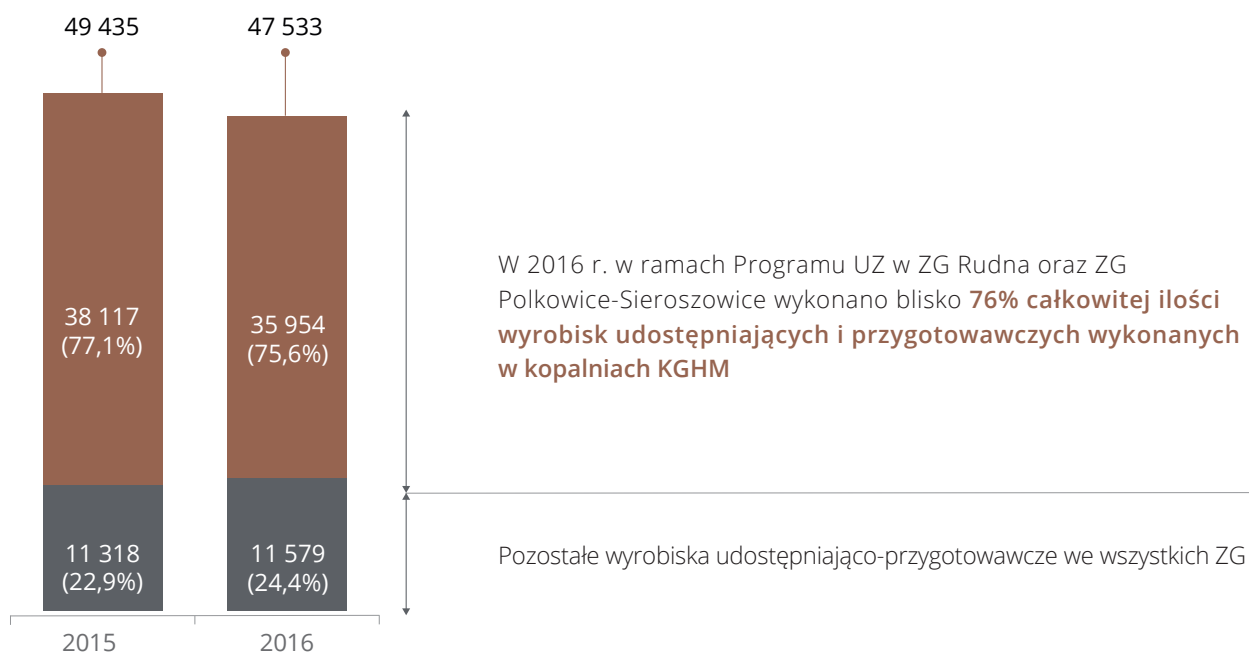 49 435
47 533
38 117
(77,1%)
35 954
(75,6%)
11 318
(22,9%)
11 579
(24,4%)
2015
2016
W 2016 r. w ramach Programu UZ w ZG Rudna oraz ZG
Polkowice-Sieroszowice wykonano blisko 76% całkowitej ilości
wyrobisk udostępniających i przygotowawczych wykonanych
w kopalniach KGHM
Pozostałe wyrobiska udostępniająco-przygotowawcze we wszystkich ZG